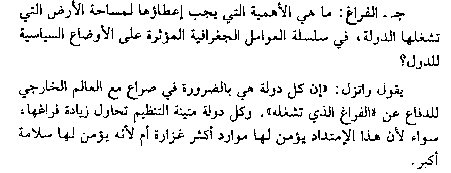 جـ ـ الفراغ: ما هي الأهمية التي يجب إعطاؤها لمساحة الأرض التي
تشغلها الدولة، في سلسلة العوامل الجغرافية المؤثرة على الأوضاع السياسية
للدول؟
يقول راتزل: «إن كل دولة هي بالضرورة في صراع مع العالم الخارجي
للدفاع عن «الفراغ الذي تشغله». وكل دولة متينة التنظيم تحاول زيادة فراغها،
سواء لأن هذا الإمتداد يؤمن لها موارد أكثر غزارة أم لأنه يؤمن لها سلامة
أكبر.